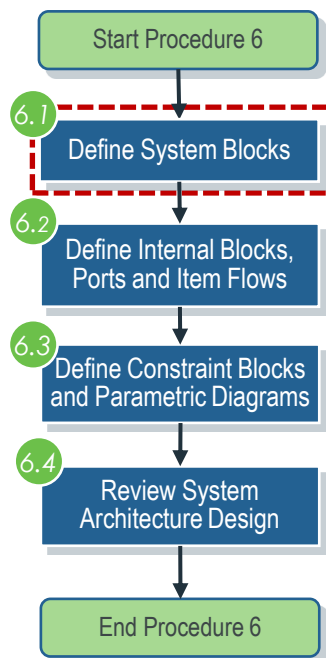 Start Procedure 6
6.1
Define System Blocks
6.2
Define Internal Blocks,
Ports and Item Flows
6.3
Define Constraint Blocks
and Parametric Diagrams
6.4
Review System
Architecture Design
End Procedure 6